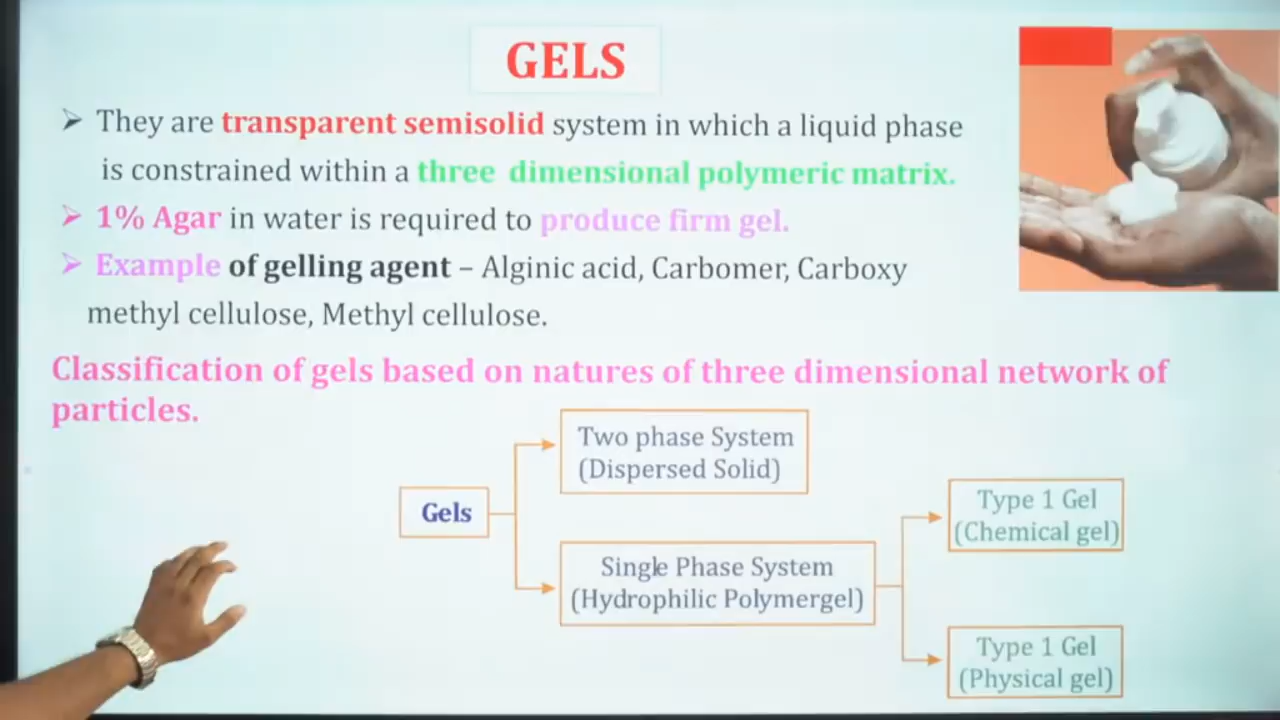 GELS
They are transparent semisolid system in which a liquid phase
is constrained within a three dimensional polymeric matrix.
1% Agar in water is required to produce firm gel.
Example of gelling agent – Alginic acid, Carbomer, Carboxy
methyl cellulose, Methyl cellulose.
Classification of gels based on natures of three dimensional network of
particles.
Two phase System
(Dispersed Solid)
Gels
Single Phase System
(Hydrophilic Polymergel)
Type 1 Gel
(Chemical gel)
Type 1 Gel
(Physical gel)